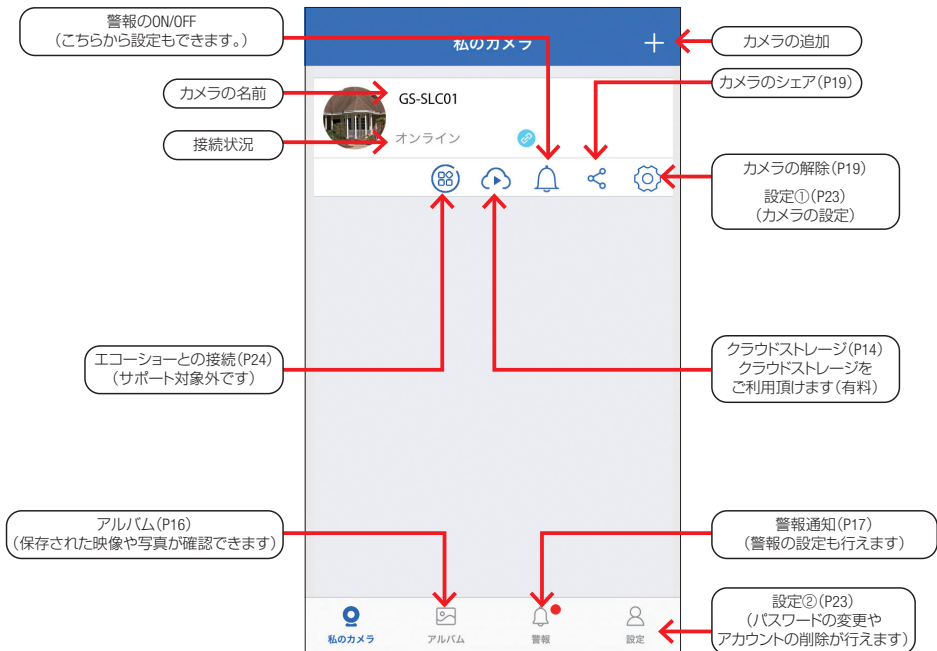 警報のON/OFF
（こちらから設定もできます。）
私のカメラ
カメラの追加
カメラの名前
GS-SLC01
カメラのシェア(P19)
接続状況
オンライン
カメラの解除(P19)
設定①(P23)
（カメラの設定）
エコーショーとの接続(P24)
（サポート対象外です）
クラウドストレージ(P14)
クラウドストレージを
ご利用頂けます（有料）
アルバム(P16)
（保存された映像や写真が確認できます）
警報通知(P17)
（警報の設定も行えます）
設定②(P23)
（パスワードの変更や
アカウントの削除が行えます）
私のカメラ
アルバム
警報
設定